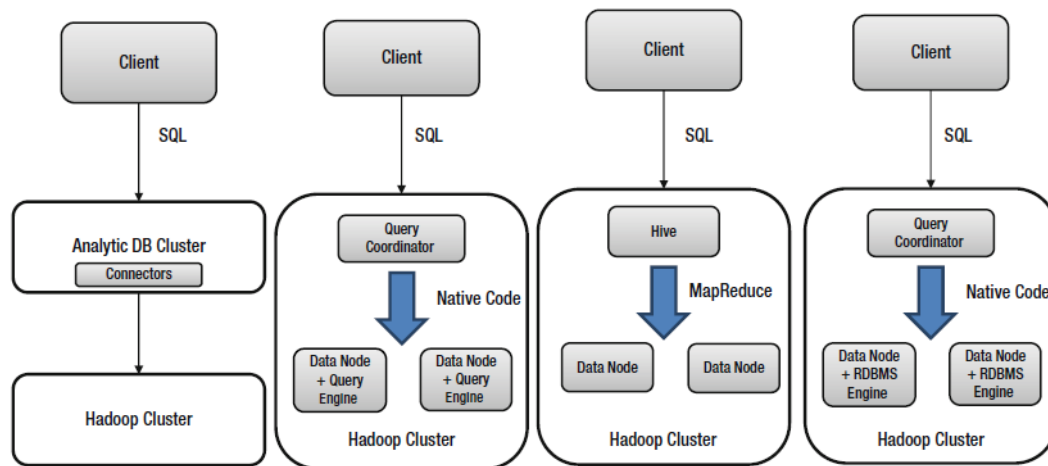 Client
SQL
Analytic DB Cluster
Connectors
Hadoop Cluster
Client
SQL
Query
Coordinator
Native Code
Data Node
+ Query
Engine
Data Node
+ Query
Engine
Hadoop Cluster
Client
SQL
Hive
MapReduce
Data Node
Data Node
Hadoop Cluster
Client
SQL
Query
Coordinator
Native Code
Data Node
+ RDBMS
Engine
Data Node
+ RDBMS
Engine
Hadoop Cluster